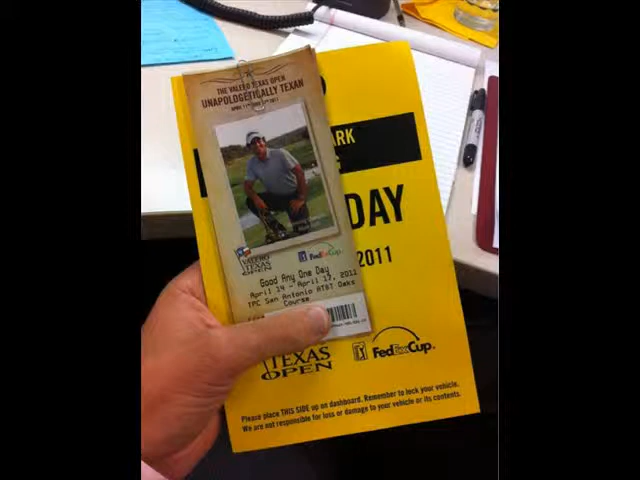 THE VALERO TEXAS OPEN
UNAPOLOGETICALLY TEXAN
VALERO
TEXAS
OPEN
FedExCup
Good Any One Day
April 14 - April 17, 2011
TPC San Antonio AT&T Oaks
Course
ARK
DAY
2011
TEXAS
OPEN
FedExCup
Please place THIS SIDE up on dashboard. Remember to lock your vehicle.
We are not responsible for loss or damage to your vehicle or its contents.